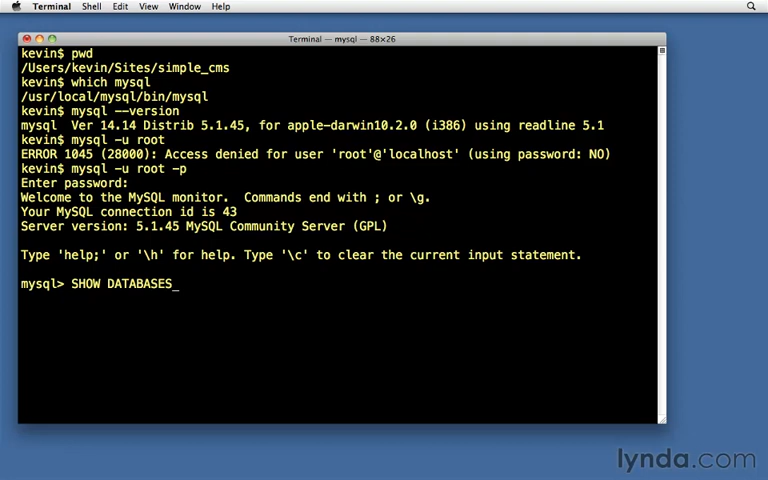 Terminal Shell Edit View Window Help
Terminal — mysql — 88×26
kevin$ pwd
/Users/kevin/Sites/simple_cms
kevin$ which mysql
/usr/local/mysql/bin/mysql
kevin$ mysql --version
mysql  Ver 14.14 Distrib 5.1.45, for apple-darwin10.2.0 (i386) using readline 5.1
kevin$ mysql -u root
ERROR 1045 (28000): Access denied for user 'root'@'localhost' (using password: NO)
kevin$ mysql -u root -p
Enter password:
Welcome to the MySQL monitor.  Commands end with ; or \g.
Your MySQL connection id is 43
Server version: 5.1.45 MySQL Community Server (GPL)
Type 'help;' or '\h' for help. Type '\c' to clear the current input statement.
mysql> SHOW DATABASES_
lynda.com